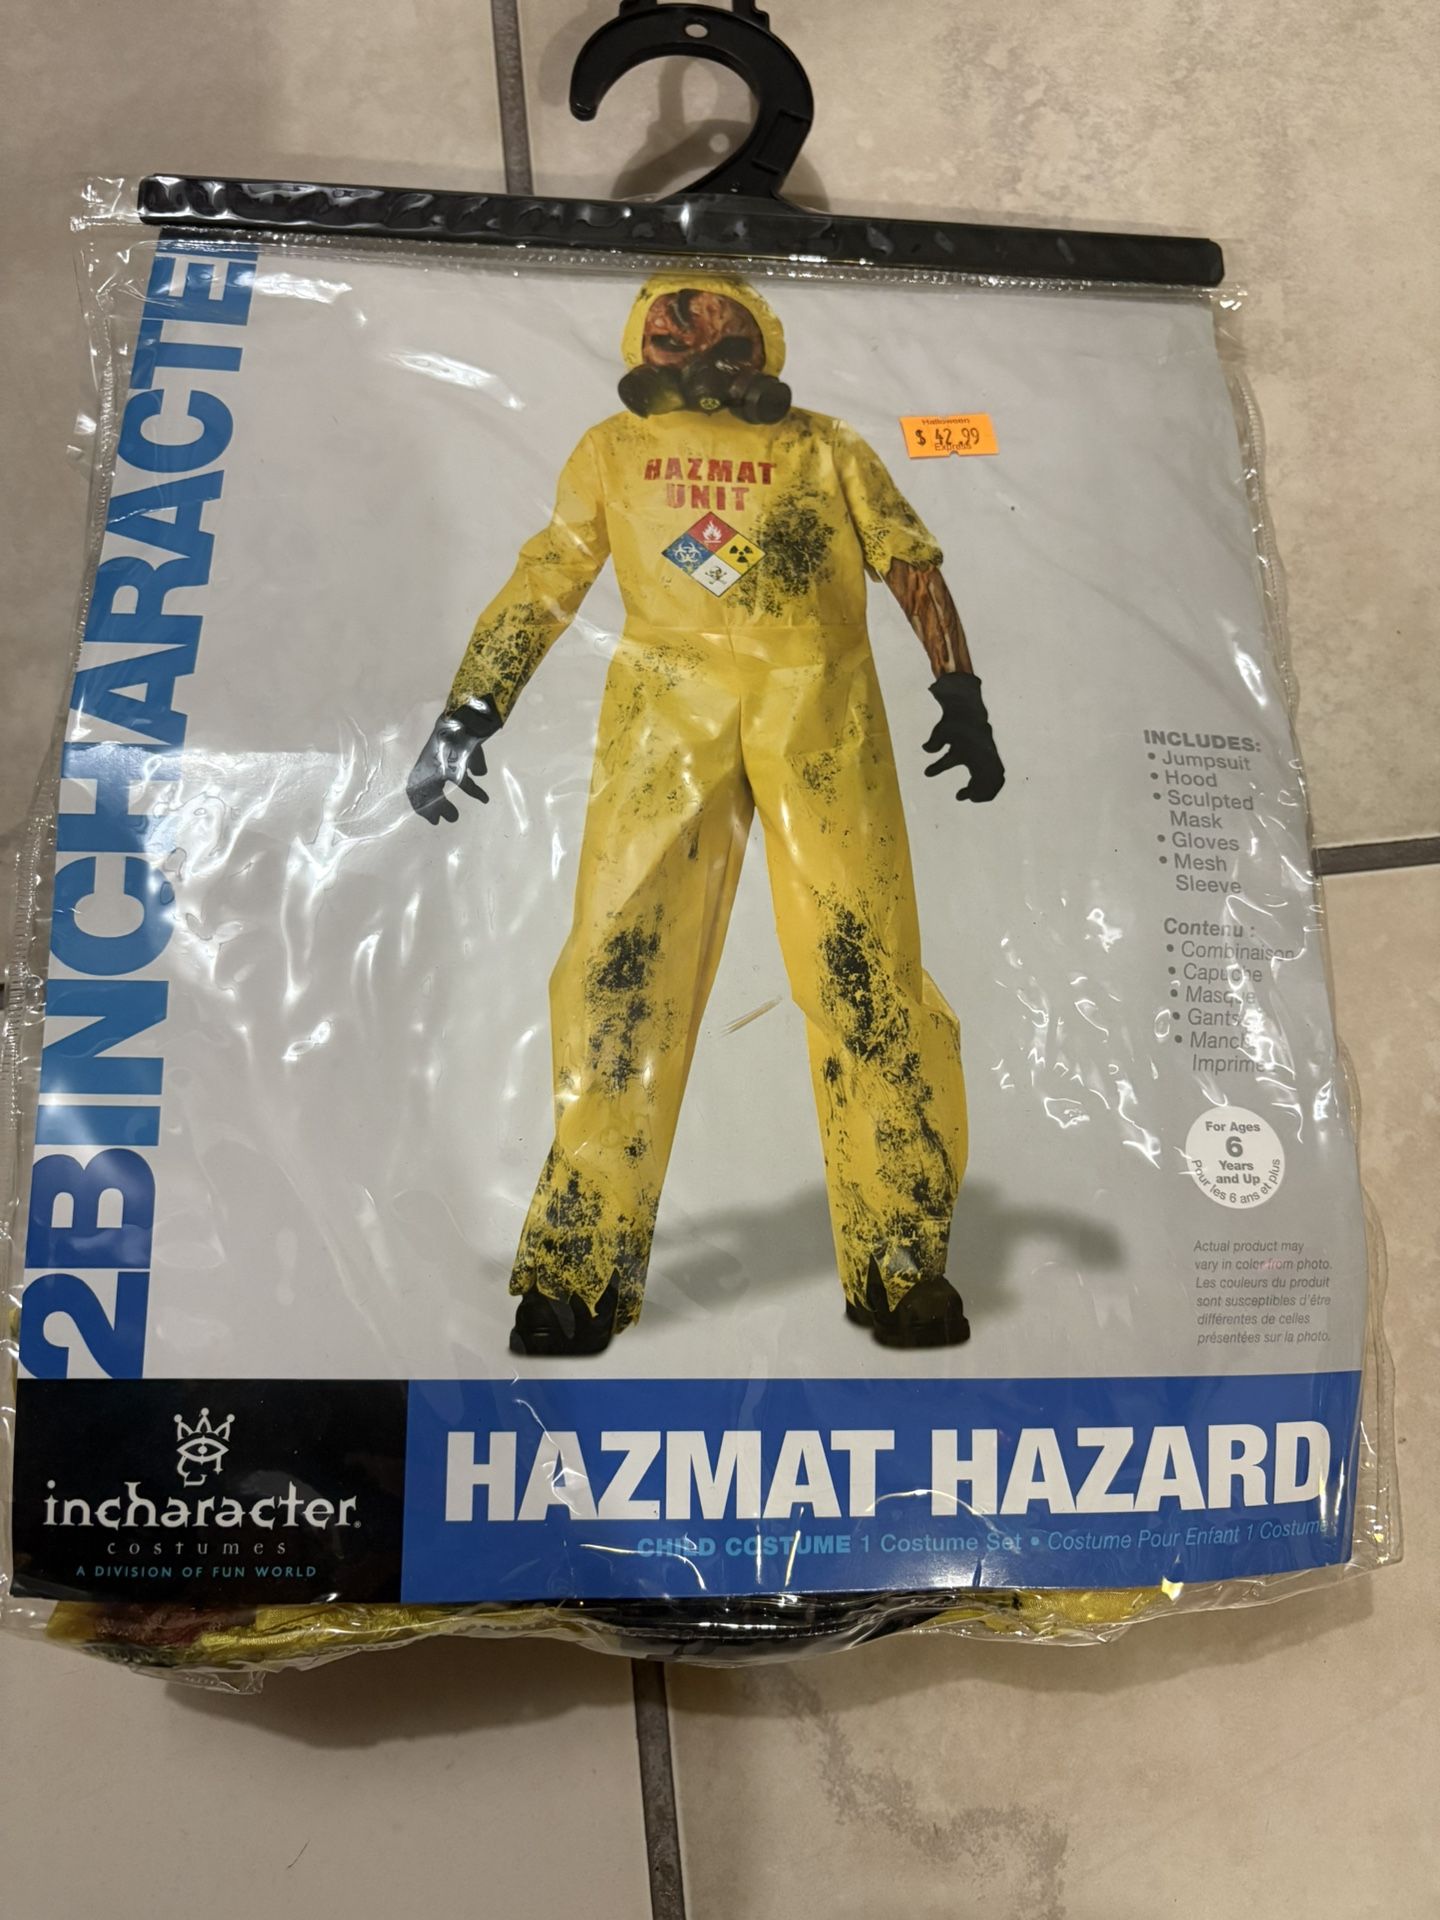 2BINCHARACTE
Halloween
$ 42.99
Express
HAZMAT
UNIT
INCLUDES:
• Jumpsuit
• Hood
• Sculpted
Mask
• Gloves
• Mesh
Sleeve
Contenu :
• Combinaison
• Capuche
• Masque
• Gants
Imprimé
For Ages
6
Years
and Up
Pour les 6 ans et plus
Actual product may
vary in color from photo.
Les couleurs du produit
sont susceptibles d'être
différentes de celles
présentées sur la photo.
incharacter®
costumes
A DIVISION OF FUN WORLD
HAZMAT HAZARD
CHILD COSTUME 1 Costume Set • Costume Pour Enfant 1 Costume